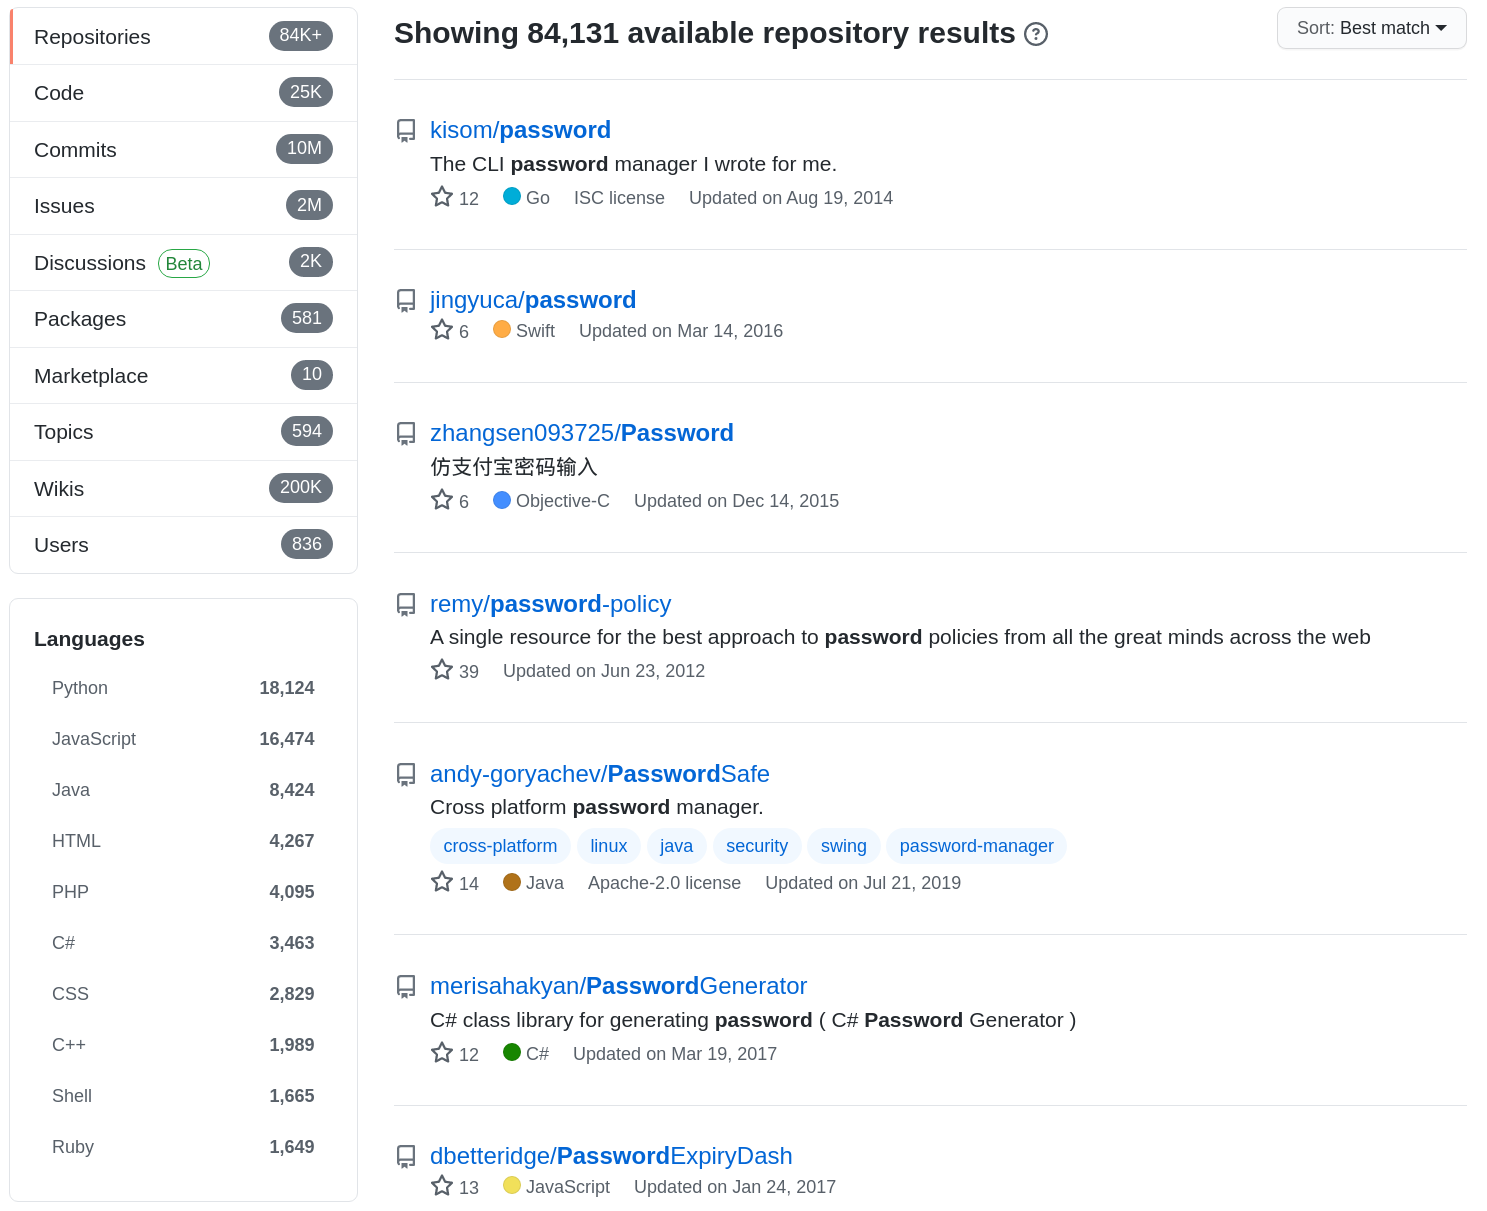 Repositories 84K+
Code 25K
Commits 10M
Issues 2M
Discussions Beta 2K
Packages 581
Marketplace 10
Topics 594
Wikis 200K
Users 836
Languages
Python 18,124
JavaScript 16,474
Java 8,424
HTML 4,267
PHP 4,095
C# 3,463
CSS 2,829
C++ 1,989
Shell 1,665
Ruby 1,649
Showing 84,131 available repository results
Sort: Best match
kisom/password
The CLI password manager I wrote for me.
12 Go ISC license Updated on Aug 19, 2014
jingyuca/password
6 Swift Updated on Mar 14, 2016
zhangsen093725/Password
仿支付宝密码输入
6 Objective-C Updated on Dec 14, 2015
remy/password-policy
A single resource for the best approach to password policies from all the great minds across the web
39 Updated on Jun 23, 2012
andy-goryachev/PasswordSafe
Cross platform password manager.
cross-platform linux java security swing password-manager
14 Java Apache-2.0 license Updated on Jul 21, 2019
merisahakyan/PasswordGenerator
C# class library for generating password ( C# Password Generator )
12 C# Updated on Mar 19, 2017
dbetteridge/PasswordExpiryDash
13 JavaScript Updated on Jan 24, 2017